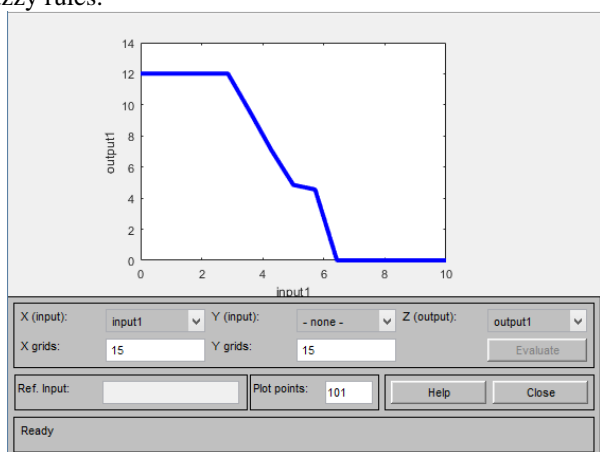 zzy rules.
14
12
10
8
6
4
2
0
output1
0 2 4 6 8 10
input1
X (input): input1 Y (input): - none - Z (output): output1
X grids: 15 Y grids: 15 Evaluate
Ref. Input: Plot points: 101 Help Close
Ready